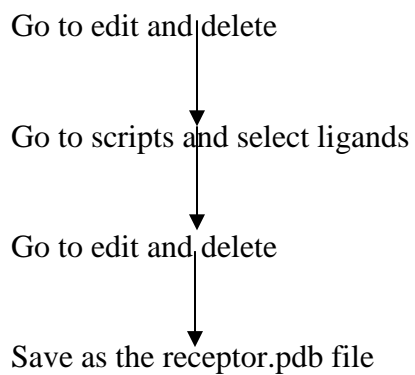 Go to edit and delete
Go to scripts and select ligands
Go to edit and delete
Save as the receptor.pdb file